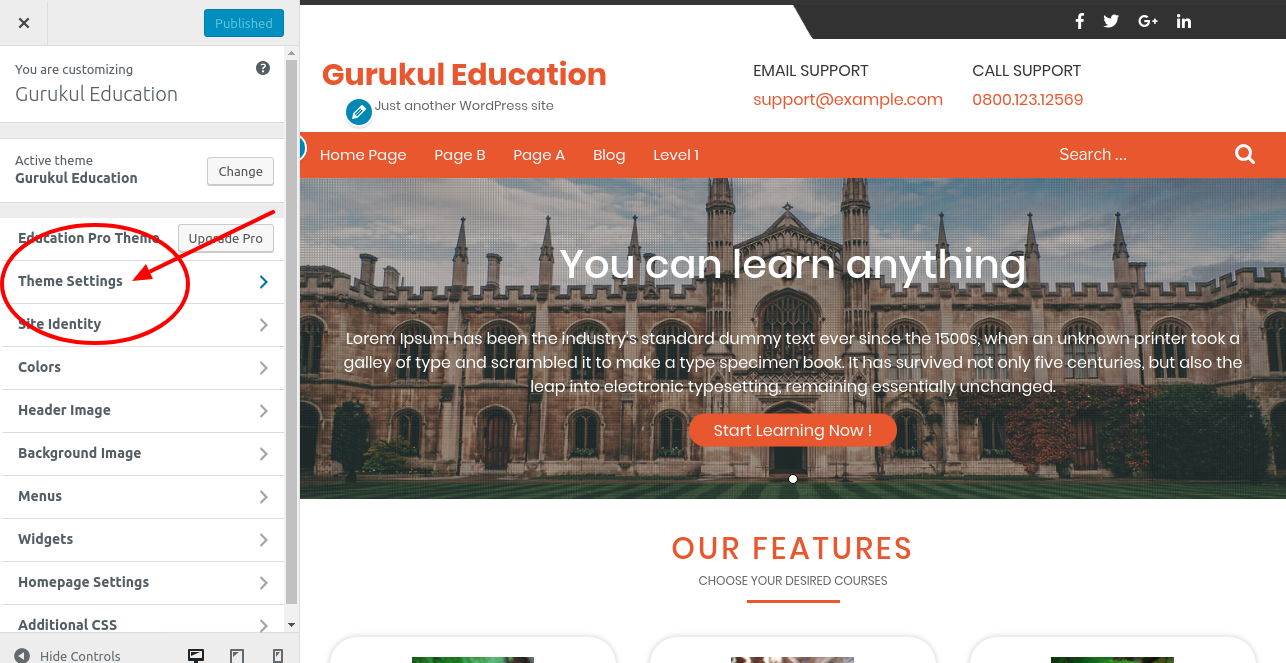 Published
You are customizing
Gurukul Education
Active theme
Gurukul Education
Change
Education Pro Theme
Upgrade Pro
Theme Settings
Site Identity
Colors
Header Image
Background Image
Menus
Widgets
Homepage Settings
Additional CSS
Hide Controls
Gurukul Education
Just another WordPress site
EMAIL SUPPORT
support@example.com
CALL SUPPORT
0800.123.12569
Home Page Page B Page A Blog Level 1
Search ...
You can learn anything
Lorem Ipsum has been the industry's standard dummy text ever since the 1500s, when an unknown printer took a
galley of type and scrambled it to make a type specimen book. It has survived not only five centuries, but also the
leap into electronic typesetting, remaining essentially unchanged.
Start Learning Now !
OUR FEATURES
CHOOSE YOUR DESIRED COURSES